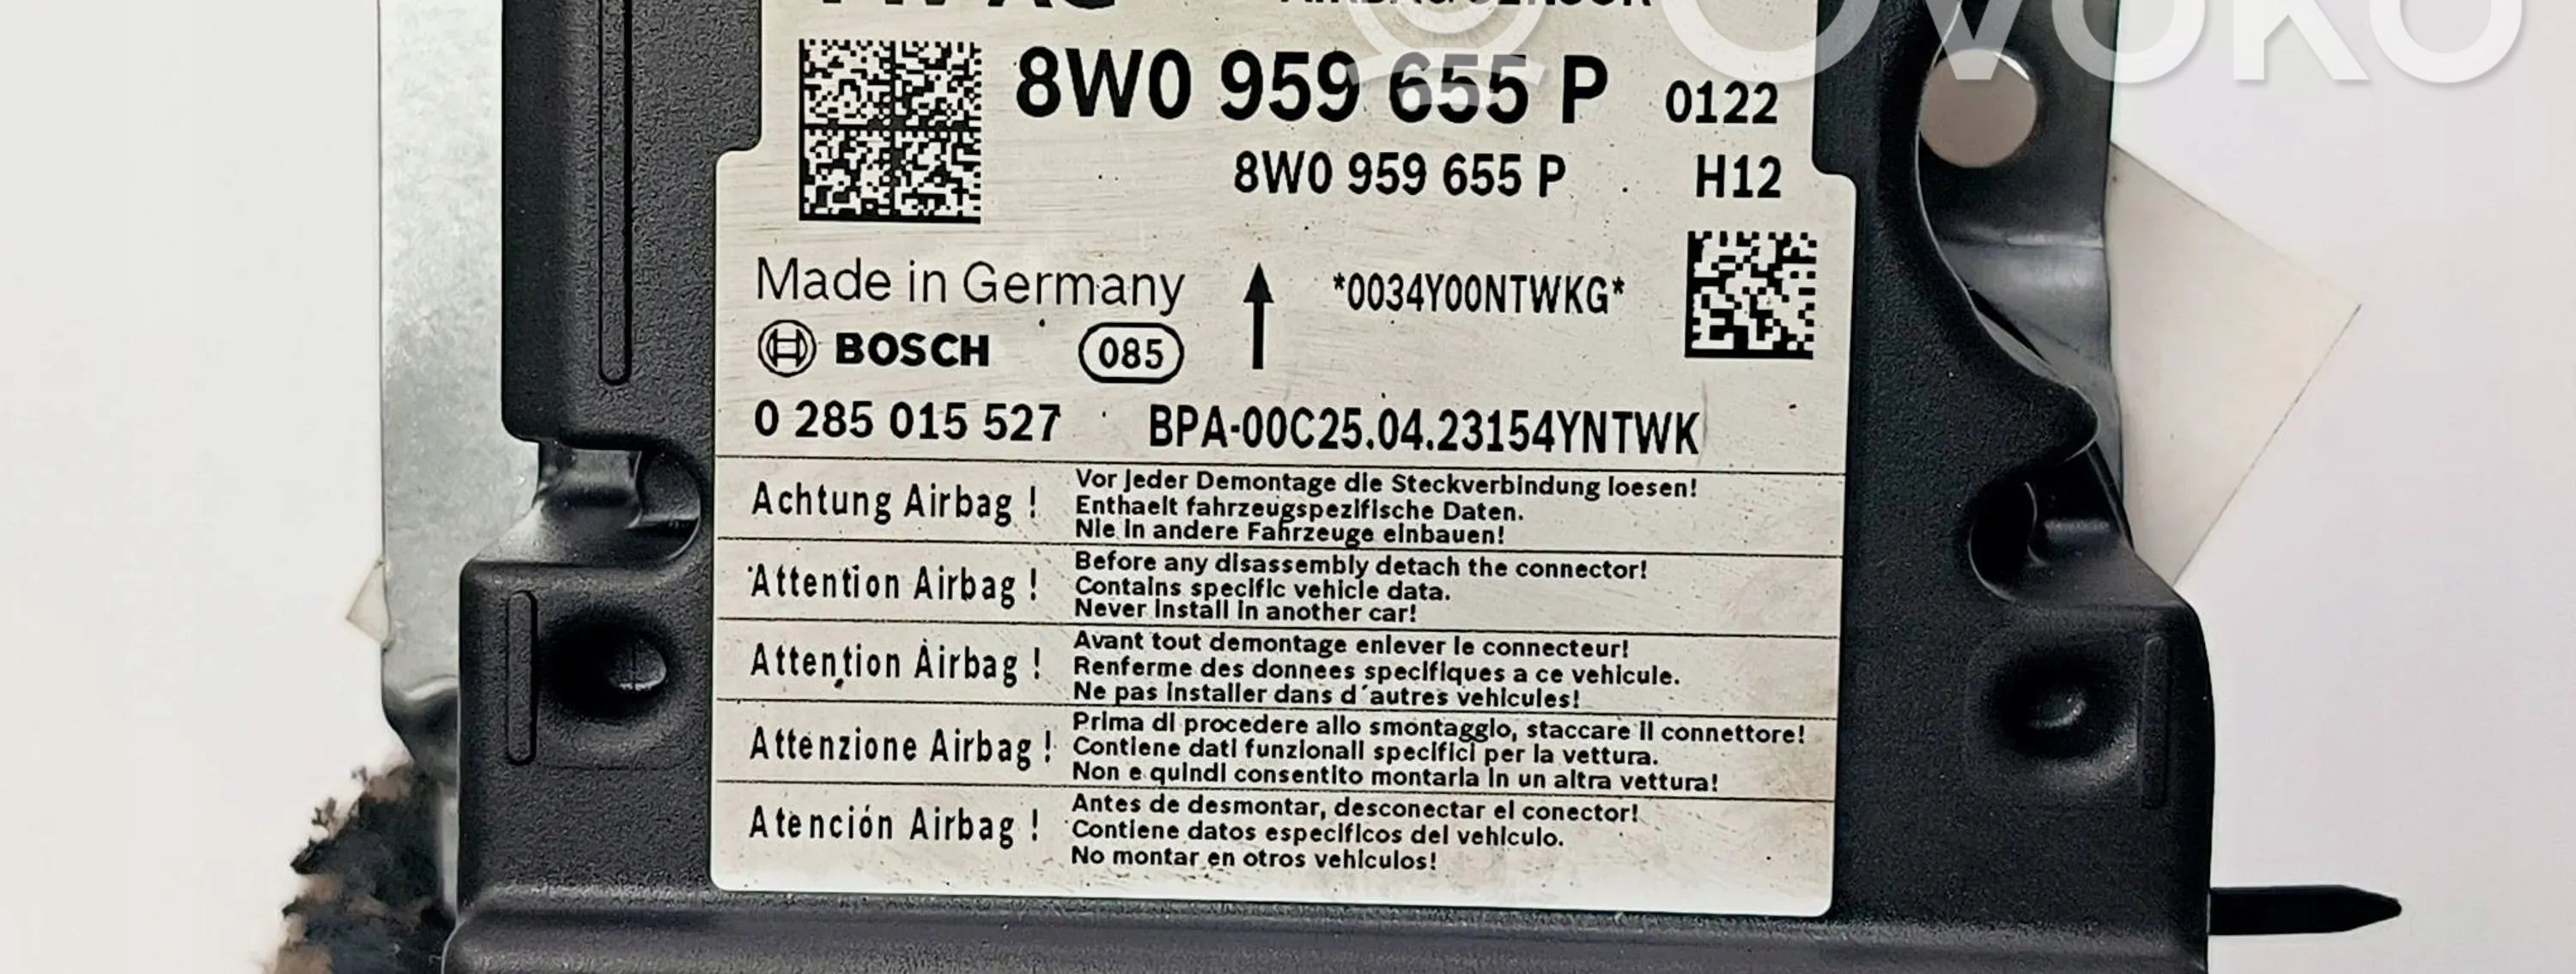 OVOKO
8W0 959 655 P 0122
8W0 959 655 P H12
Made in Germany
*0034Y00NTWKG*
BOSCH 085
0 285 015 527 BPA-00C25.04.23154YNTWK
Achtung Airbag !
Vor jeder Demontage die Steckverbindung loesen!
Enthaelt fahrzeugspezifische Daten.
Nie in andere Fahrzeuge einbauen!
Attention Airbag !
Before any disassembly detach the connector!
Contains specific vehicle data.
Never install in another car!
Attention Airbag !
Avant tout demontage enlever le connecteur!
Renferme des donnees specifiques a ce vehicule.
Ne pas installer dans d´autres vehicules!
Attenzione Airbag !
Prima di procedere allo smontaggio, staccare il connettore!
Contiene dati funzionali specifici per la vettura.
Non e quindi consentito montarla in un altra vettura!
Atención Airbag !
Antes de desmontar, desconectar el conector!
Contiene datos especificos del vehiculo.
No montar en otros vehiculos!